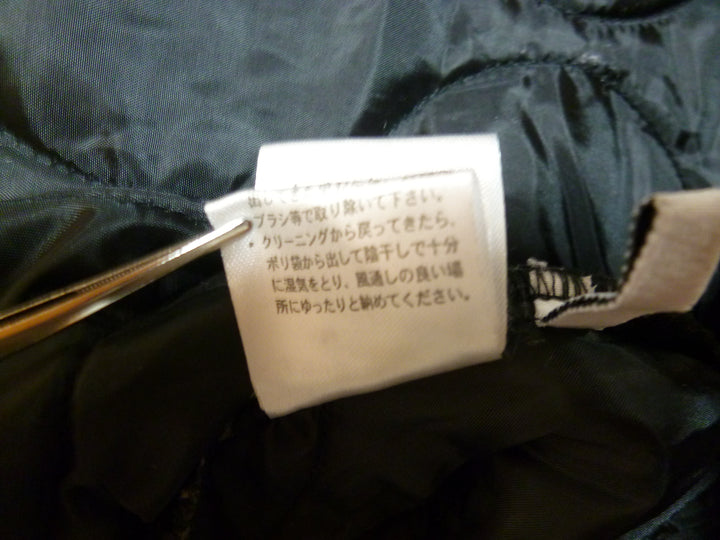 ブラシ等で取り除いて下さい。
・クリーニングから戻ってきたら、
ポリ袋から出して陰干しで十分
に湿気をとり、風通しの良い場
所にゆったりと納めてください。